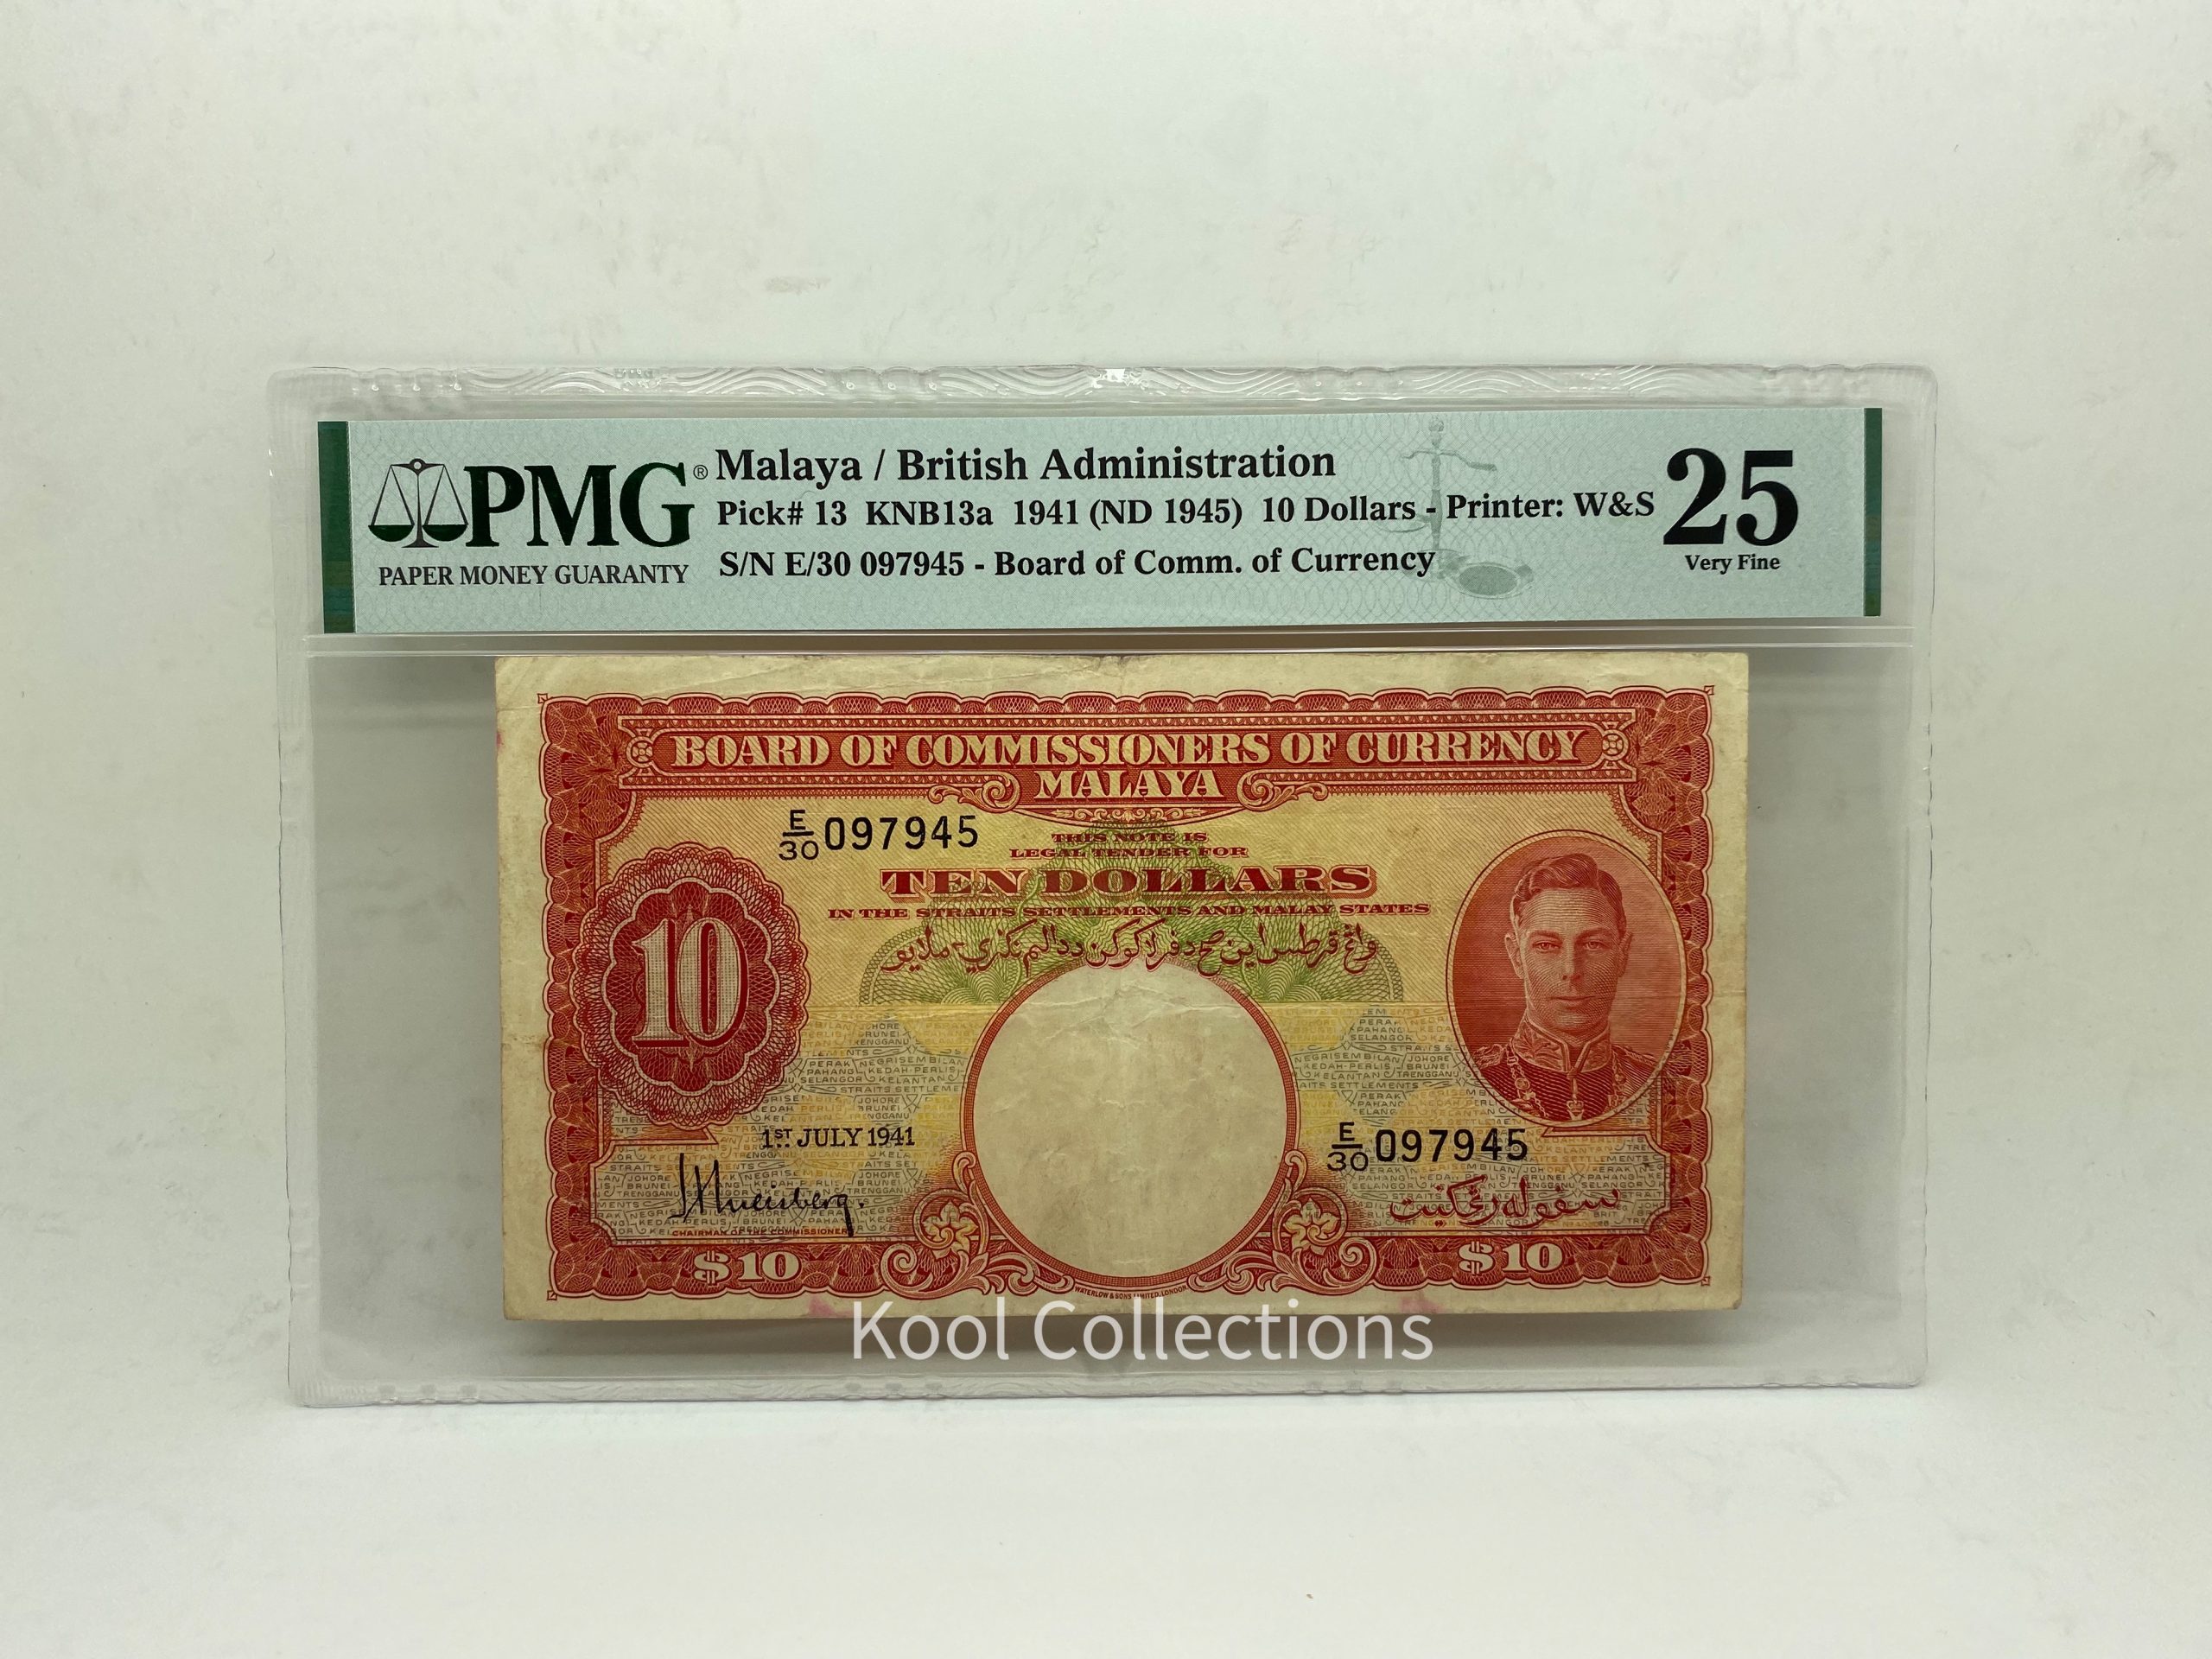 PMG®
PAPER MONEY GUARANTY
Malaya / British Administration
Pick# 13 KNB13a 1941 (ND 1945) 10 Dollars - Printer: W&S
S/N E/30 097945 - Board of Comm. of Currency
25
Very Fine
BOARD OF COMMISSIONERS OF CURRENCY
MALAYA
E/30 097945
THIS NOTE IS
LEGAL TENDER FOR
TEN DOLLARS
IN THE STRAITS SETTLEMENTS AND MALAY STATES
10
1ST JULY 1941
E/30 097945
CHAIRMAN OF THE COMMISSIONERS
$10
$10
WATERLOW & SONS LIMITED, LONDON
Kool Collections